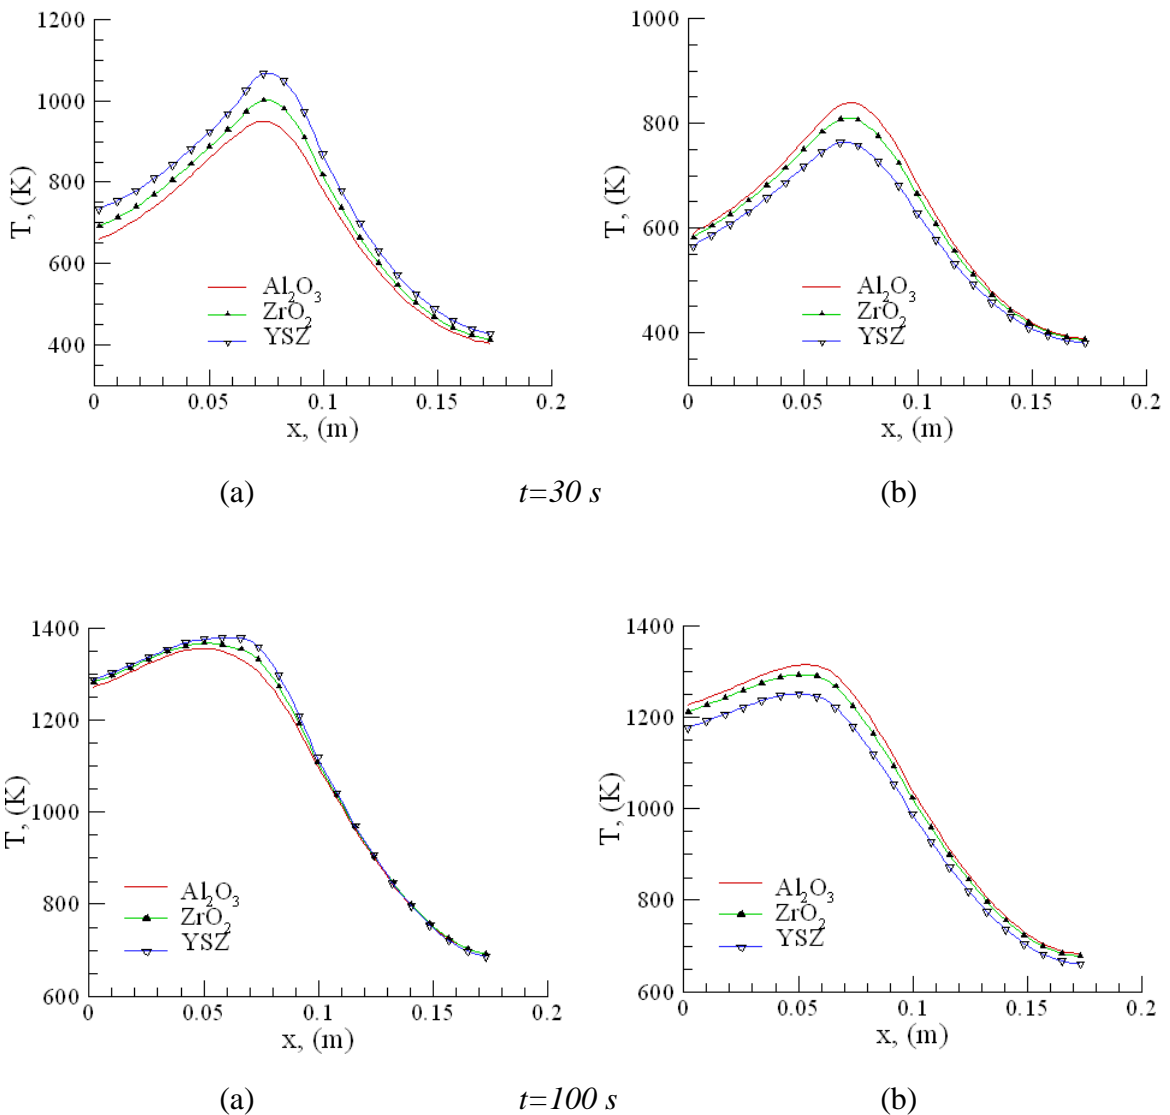 1200
1000
800
600
400
T, (K)
Al₂O₃
ZrO₂
YSZ
0 0.05 0.1 0.15 0.2
x, (m)
1000
800
600
400
T, (K)
Al₂O₃
ZrO₂
YSZ
0 0.05 0.1 0.15 0.2
x, (m)
(a) t=30 s (b)
1400
1200
1000
800
600
T, (K)
Al₂O₃
ZrO₂
YSZ
0 0.05 0.1 0.15 0.2
x, (m)
1400
1200
1000
800
600
T, (K)
Al₂O₃
ZrO₂
YSZ
0 0.05 0.1 0.15 0.2
x, (m)
(a) t=100 s (b)